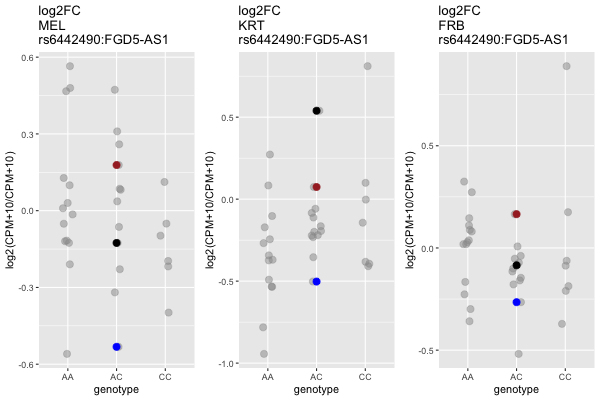 log2FC
MEL
rs6442490:FGD5-AS1
log2(CPM+10/CPM+10)
0.6
0.3
0.0
-0.3
-0.6
AA AC CC
genotype
log2FC
KRT
rs6442490:FGD5-AS1
log2(CPM+10/CPM+10)
0.5
0.0
-0.5
-1.0
AA AC CC
genotype
log2FC
FRB
rs6442490:FGD5-AS1
log2(CPM+10/CPM+10)
0.5
0.0
-0.5
AA AC CC
genotype